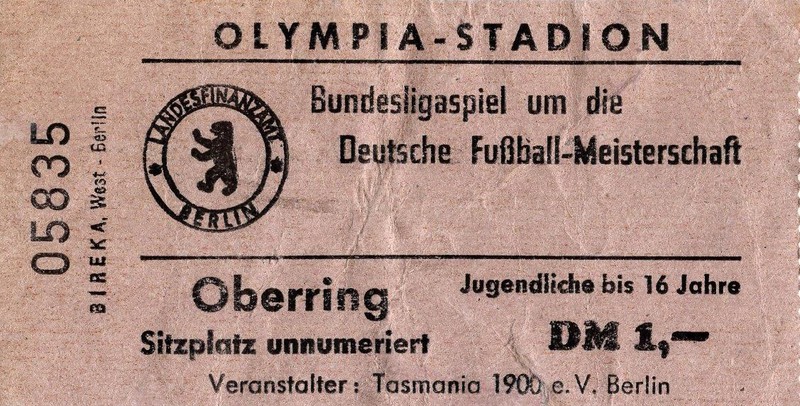 OLYMPIA-STADION
05835
BIREKA, West-Berlin
LANDESFINANZAMT
BERLIN
Bundesligaspiel um die
Deutsche Fußball-Meisterschaft
Oberring
Sitzplatz unnumeriert
Jugendliche bis 16 Jahre
DM 1,—
Veranstalter: Tasmania 1900 e. V. Berlin